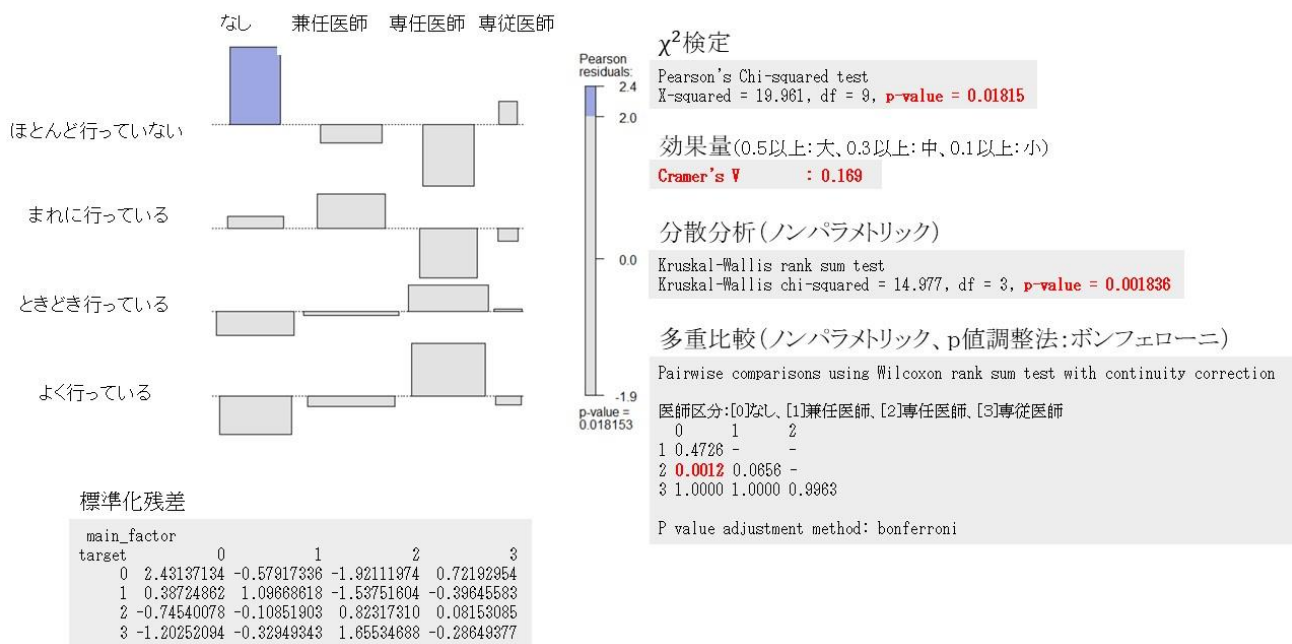 なし 兼任医師 専任医師 専従医師
ほとんど行っていない
まれに行っている
ときどき行っている
よく行っている
Pearson
residuals:
2.4
2.0
0.0
-1.9
p-value =
0.018153
標準化残差
main_factor
target 0 1 2 3
0 2.43137134 -0.57917336 -1.92111974 0.72192954
1 0.38724862 1.09668618 -1.53751604 -0.39645583
2 -0.74540078 -0.10851903 0.82317310 0.08153085
3 -1.20252094 -0.32949343 1.65534688 -0.28649377
χ²検定
Pearson's Chi-squared test
X-squared = 19.961, df = 9, p-value = 0.01815
効果量(0.5以上:大、0.3以上:中、0.1以上:小)
Cramer's V : 0.169
分散分析(ノンパラメトリック)
Kruskal-Wallis rank sum test
Kruskal-Wallis chi-squared = 14.977, df = 3, p-value = 0.001836
多重比較(ノンパラメトリック、p値調整法:ボンフェローニ)
Pairwise comparisons using Wilcoxon rank sum test with continuity correction
医師区分:[0]なし、[1]兼任医師、[2]専任医師、[3]専従医師
0 1 2
1 0.4726 - -
2 0.0012 0.0656 -
3 1.0000 1.0000 0.9963
P value adjustment method: bonferroni